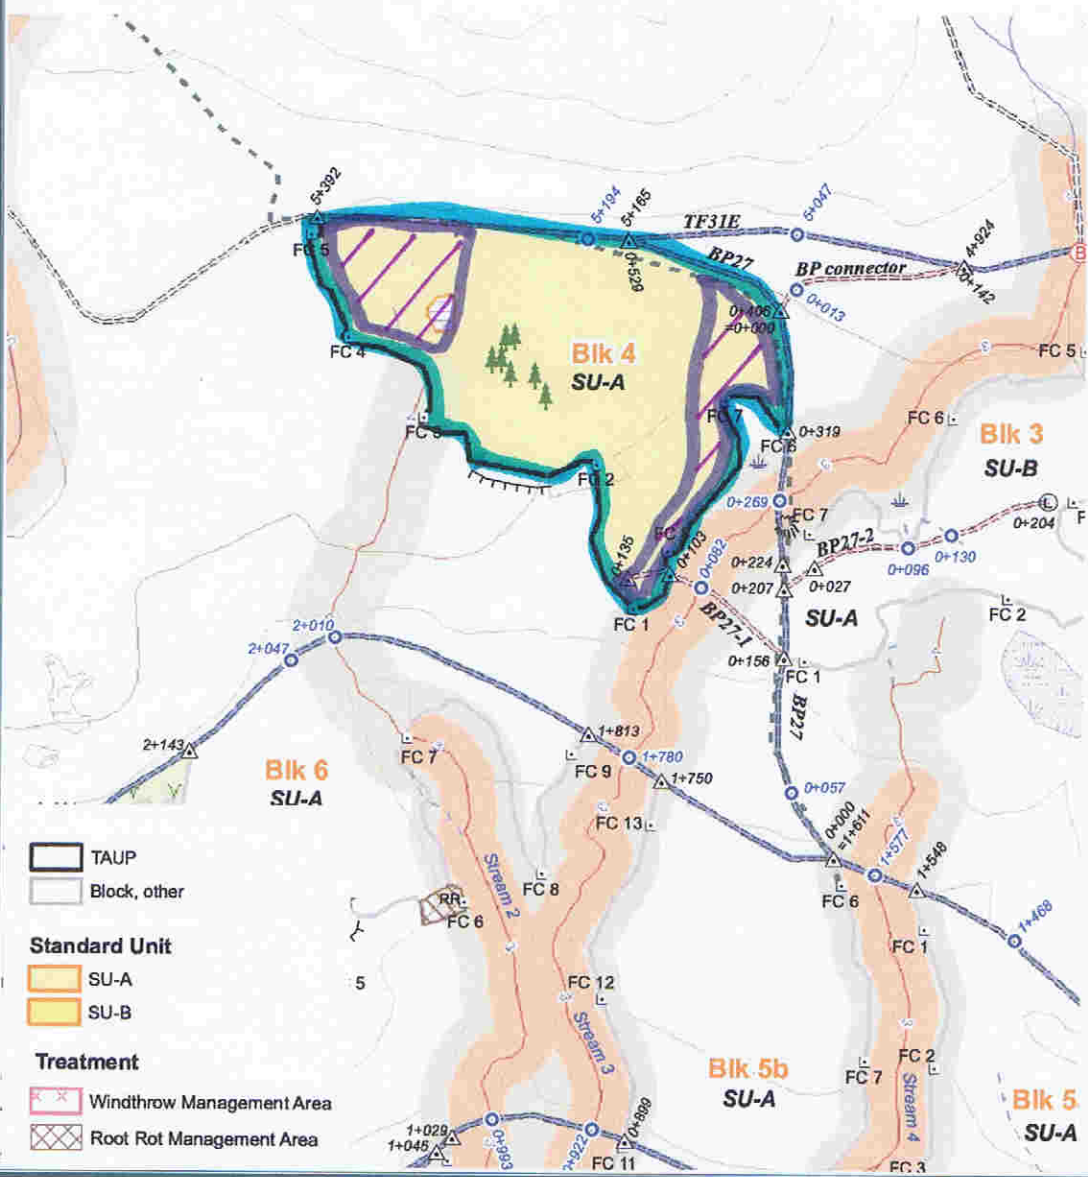 5+392
FC 5
5+194
5+165
TF31E
5+047
BP27
4+924
BP connector
0+529
0+142
0+013
0+406
=0+000
FC 4
Blk 4
SU-A
FC 5
FC 7
FC 6
FC 6
0+319
Blk 3
SU-B
FC 2
0+269
FC 7
0+204
BP27-2
0+135
0+103
0+082
0+224
0+096
0+130
0+207
0+027
FC 1
BP27-1
SU-A
FC 2
2+010
2+047
0+156
FC 1
BP27
2+143
1+813
FC 7
FC 9
1+780
1+750
Blk 6
SU-A
0+057
FC 13
0+000
=1+611
1+577
1+548
TAUP
Block, other
Stream 2
FC 8
RR
FC 6
FC 6
1+468
FC 1
Standard Unit
SU-A
5
FC 12
3
SU-B
Stream 3
Treatment
FC 2
FC 7
Blk 5b
SU-A
Stream 4
Windthrow Management Area
Blk 5
SU-A
Root Rot Management Area
1+029
1+045
0+993
0+899
FC 11
FC 3